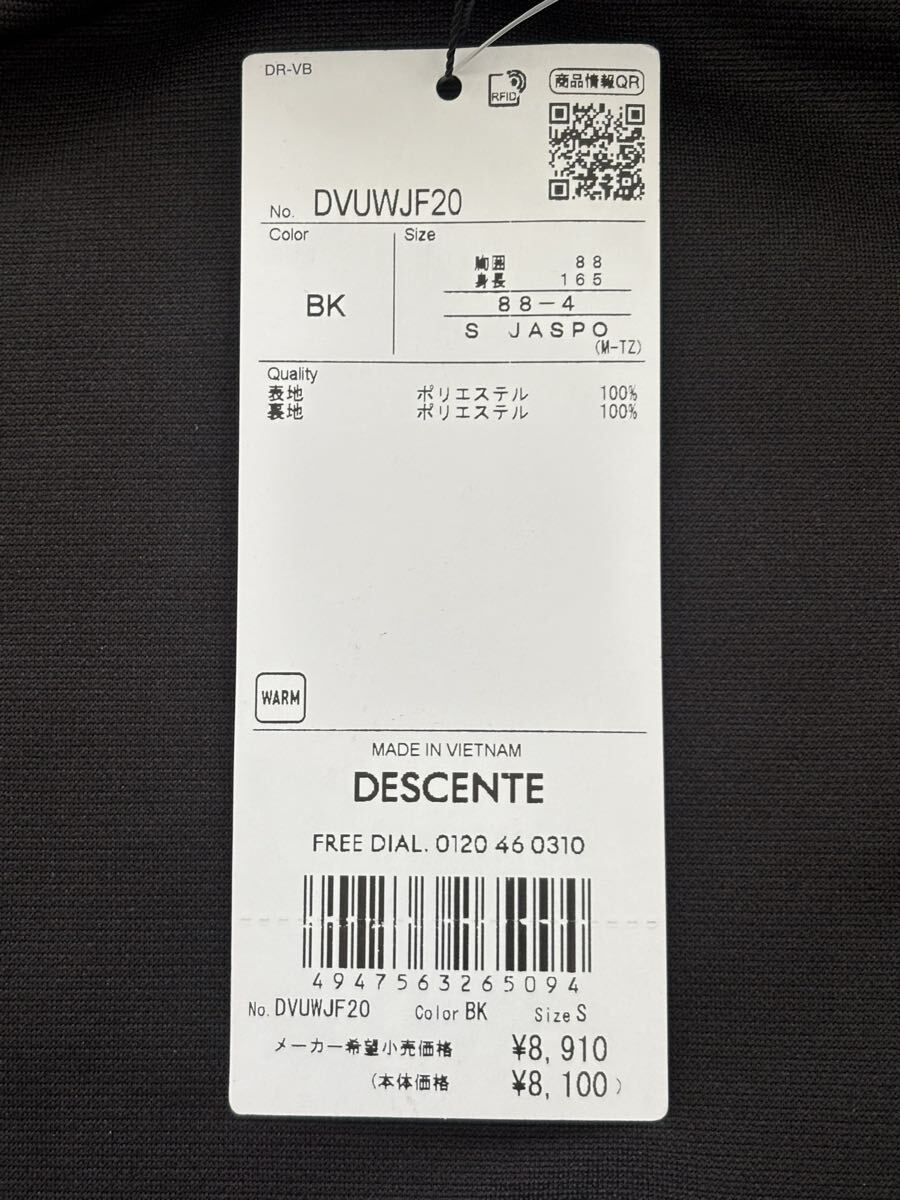 DR-VB
RFID
商品情報QR
No. DVUWJF20
Color
Size
胸囲 88
身長 165
BK
88-4
S JASPO
(M-TZ)
Quality
表地 ポリエステル 100%
裏地 ポリエステル 100%
WARM
MADE IN VIETNAM
DESCENTE
FREE DIAL. 0120 46 0310
4947563265094
No. DVUWJF20 Color BK Size S
メーカー希望小売価格 ¥8,910
(本体価格 ¥8,100)